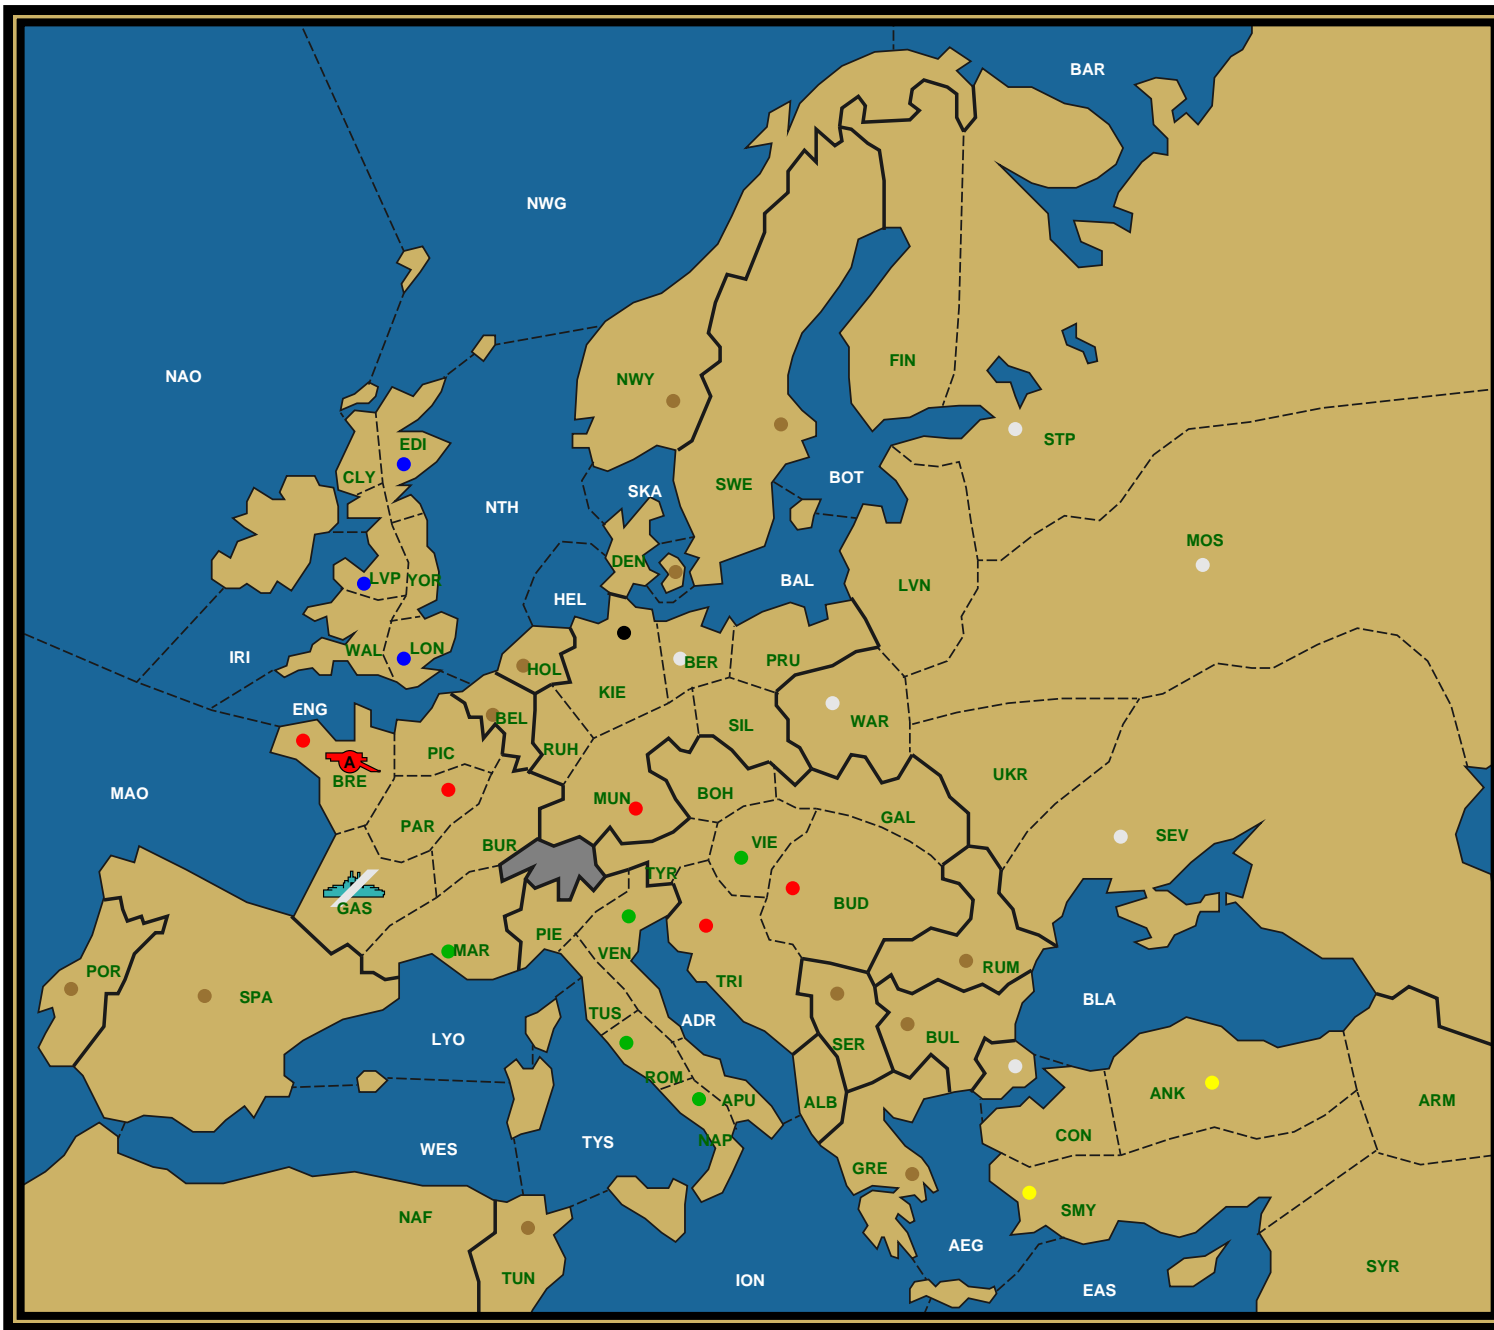 BAR
NWG
NAO
FIN
NWY
STP
EDI
CLY
SWE
BOT
SKA
NTH
MOS
DEN
BAL
LVP YOR
LVN
HEL
IRI
WAL
LON
HOL
BER
PRU
KIE
ENG
BEL
WAR
SIL
PIC
RUH
UKR
A
BRE
MAO
BOH
MUN
GAL
PAR
SEV
VIE
BUR
TYR
GAS
BUD
PIE
MAR
VEN
RUM
POR
TRI
SPA
BLA
TUS
ADR
LYO
BUL
SER
ROM
ANK
APU
ALB
ARM
CON
NAP
TYS
WES
GRE
SMY
NAF
AEG
SYR
TUN
ION
EAS